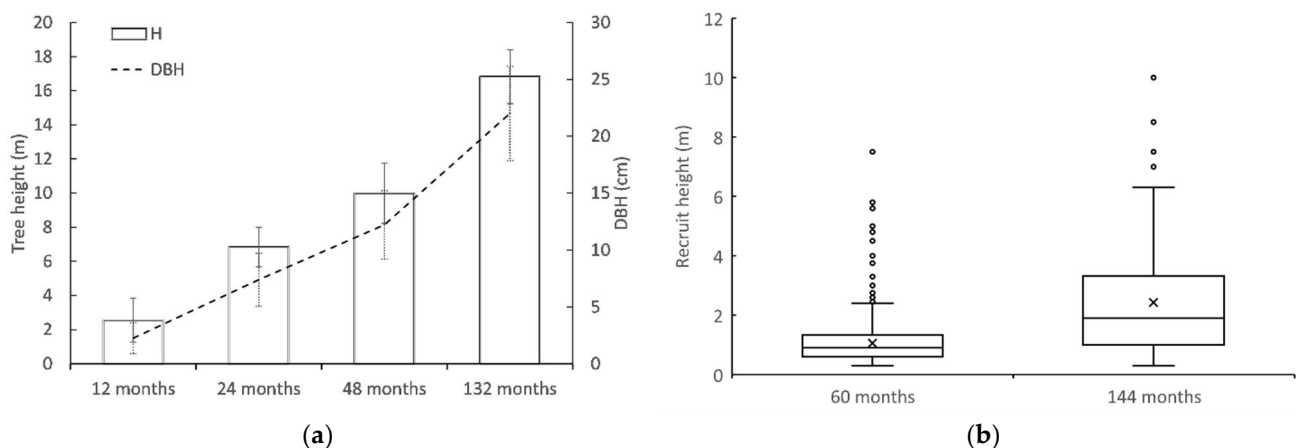 Tree height (m)
20
18
16
14
12
10
8
6
4
2
0
H
DBH
30
25
20
15
10
5
0
DBH (cm)
12 months
24 months
48 months
132 months
(a)
Recruit height (m)
12
10
8
6
4
2
0
60 months
144 months
(b)